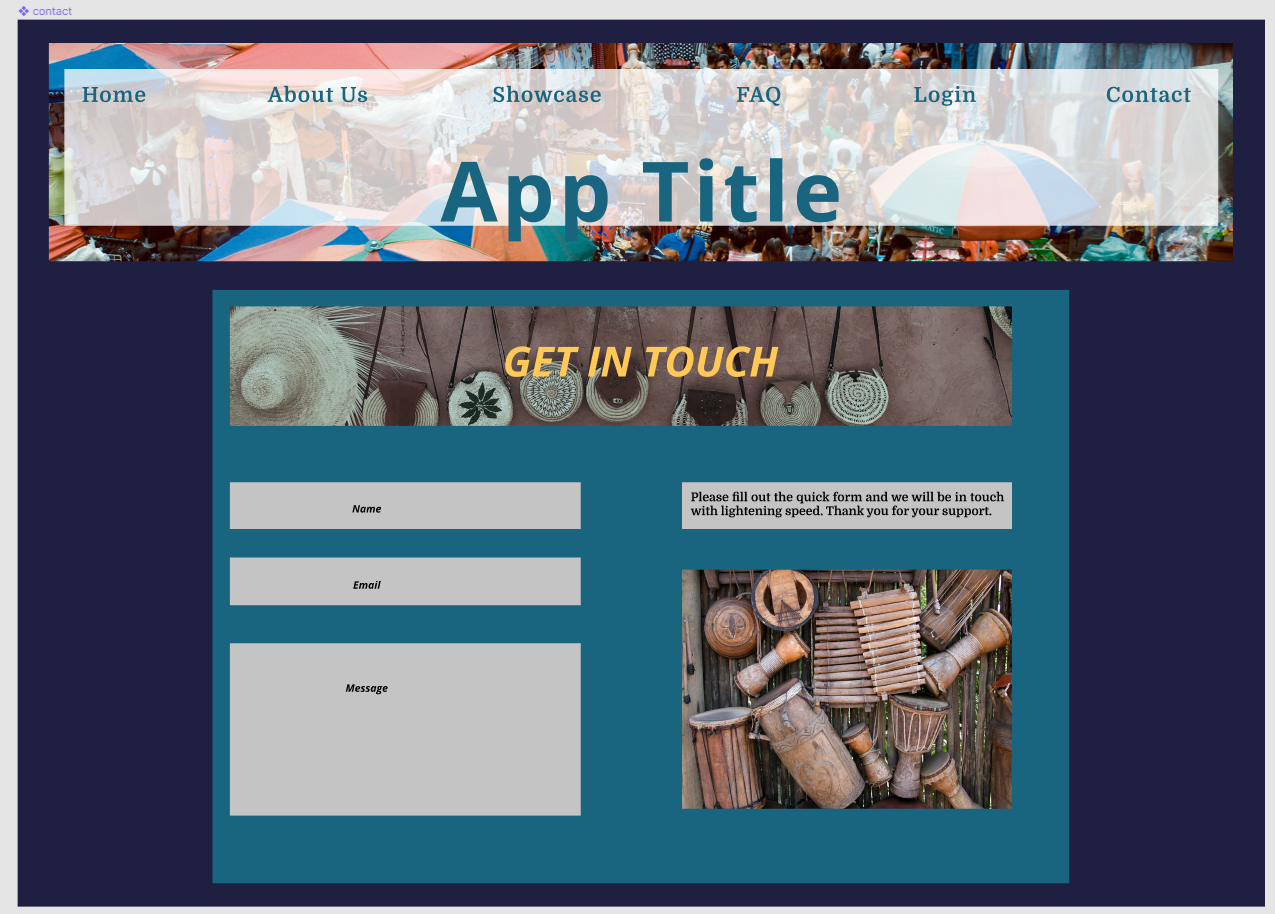 contact
Home About Us Showcase FAQ Login Contact
App Title
GET IN TOUCH
Name
Please fill out the quick form and we will be in touch
with lightening speed. Thank you for your support.
Email
Message